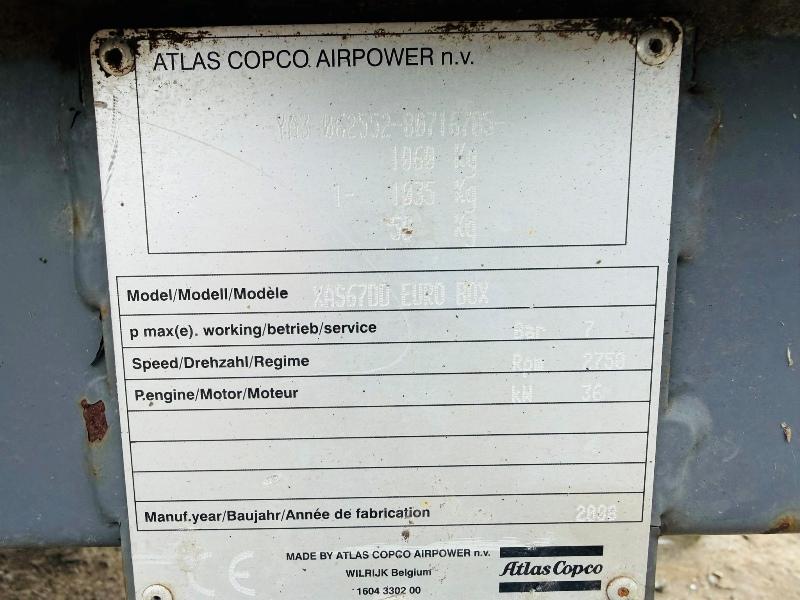 ATLAS COPCO AIRPOWER n.v.
1060 Kg
1- 1035 Kg
Kg
Model/Modell/Modèle XAS67DD EURO BOX
p max(e). working/betrieb/service Bar 7
Speed/Drehzahl/Regime Rpm 2750
P.engine/Motor/Moteur kW 36
Manuf.year/Baujahr/Année de fabrication
CE
MADE BY ATLAS COPCO AIRPOWER n.v.
WILRIJK Belgium
1604 3302 00
Atlas Copco